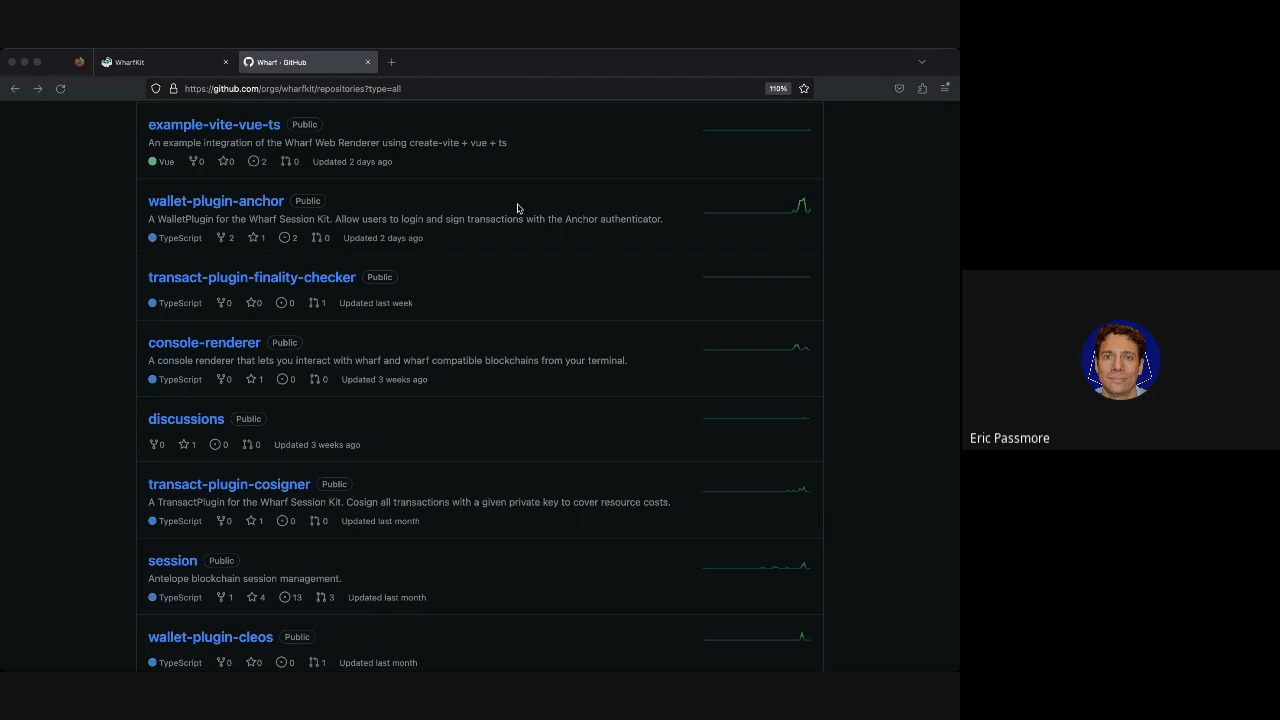 WharfKit
Wharf · GitHub
https://github.com/orgs/wharfkit/repositories?type=all
110%
example-vite-vue-ts Public
An example integration of the Wharf Web Renderer using create-vite + vue + ts
Vue 0 0 2 0 Updated 2 days ago
wallet-plugin-anchor Public
A WalletPlugin for the Wharf Session Kit. Allow users to login and sign transactions with the Anchor authenticator.
TypeScript 2 1 2 0 Updated 2 days ago
transact-plugin-finality-checker Public
TypeScript 0 0 0 1 Updated last week
console-renderer Public
A console renderer that lets you interact with wharf and wharf compatible blockchains from your terminal.
TypeScript 0 1 0 0 Updated 3 weeks ago
discussions Public
0 1 0 0 Updated 3 weeks ago
transact-plugin-cosigner Public
A TransactPlugin for the Wharf Session Kit. Cosign all transactions with a given private key to cover resource costs.
TypeScript 0 1 0 0 Updated last month
session Public
Antelope blockchain session management.
TypeScript 1 4 13 3 Updated last month
wallet-plugin-cleos Public
TypeScript 0 0 0 1 Updated last month
Eric Passmore